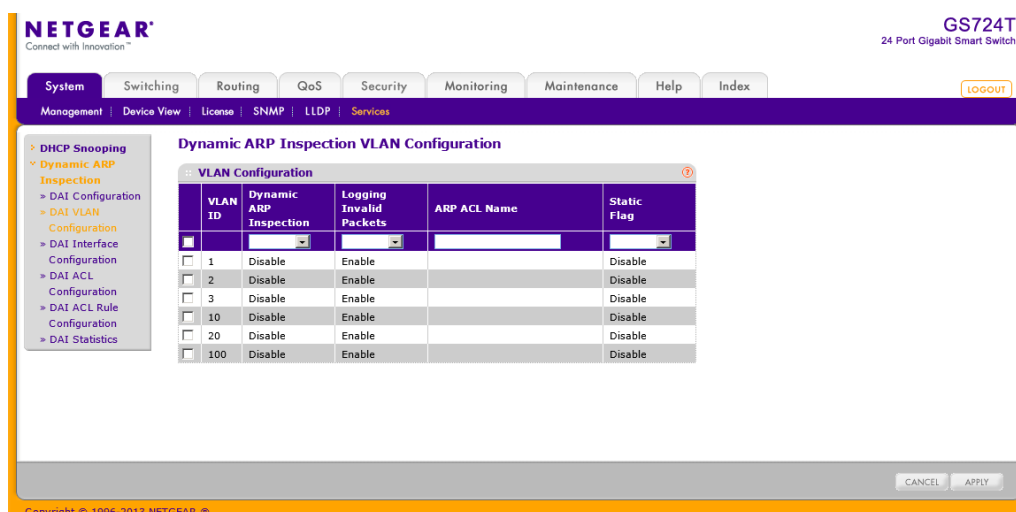 NETGEAR®
Connect with Innovation™
GS724T
24 Port Gigabit Smart Switch
System Switching Routing QoS Security Monitoring Maintenance Help Index
LOGOUT
Management Device View License SNMP LLDP Services
DHCP Snooping
Dynamic ARP
Inspection
» DAI Configuration
» DAI VLAN
Configuration
» DAI Interface
Configuration
» DAI ACL
Configuration
» DAI ACL Rule
Configuration
» DAI Statistics
Dynamic ARP Inspection VLAN Configuration
VLAN Configuration ?
VLAN ID Dynamic ARP Inspection Logging Invalid Packets ARP ACL Name Static Flag
1 Disable Enable Disable
2 Disable Enable Disable
3 Disable Enable Disable
10 Disable Enable Disable
20 Disable Enable Disable
100 Disable Enable Disable
CANCEL APPLY
Copyright © 1996-2013 NETGEAR ®